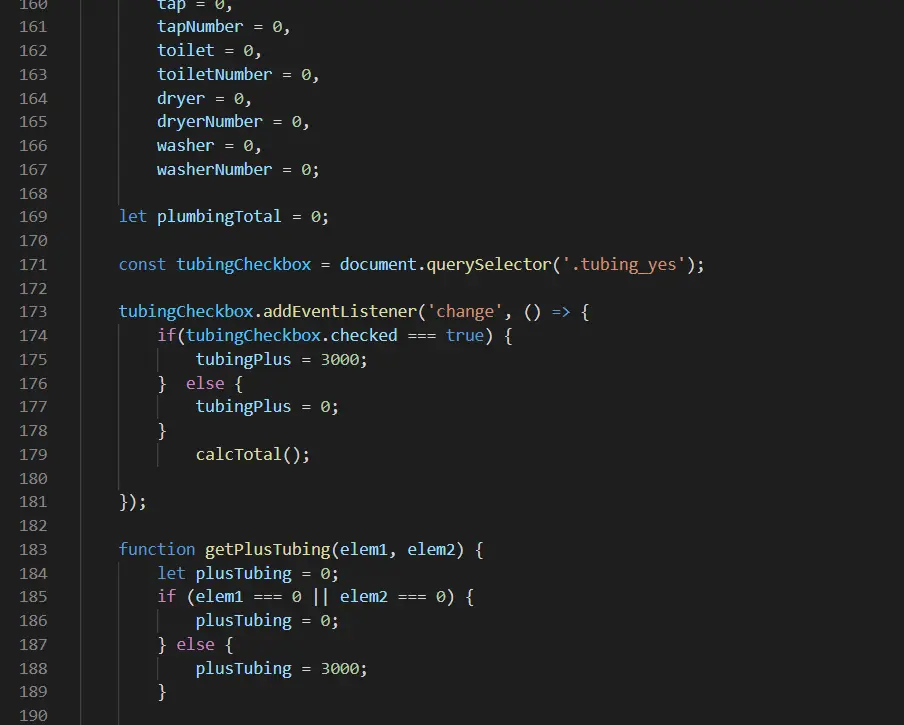 160 tap = 0,
161 tapNumber = 0,
162 toilet = 0,
163 toiletNumber = 0,
164 dryer = 0,
165 dryerNumber = 0,
166 washer = 0,
167 washerNumber = 0;
168
169 let plumbingTotal = 0;
170
171 const tubingCheckbox = document.querySelector('.tubing_yes');
172
173 tubingCheckbox.addEventListener('change', () => {
174 if(tubingCheckbox.checked === true) {
175 tubingPlus = 3000;
176 }  else {
177 tubingPlus = 0;
178 }
179 calcTotal();
180
181 });
182
183 function getPlusTubing(elem1, elem2) {
184 let plusTubing = 0;
185 if (elem1 === 0 || elem2 === 0) {
186 plusTubing = 0;
187 } else {
188 plusTubing = 3000;
189 }
190